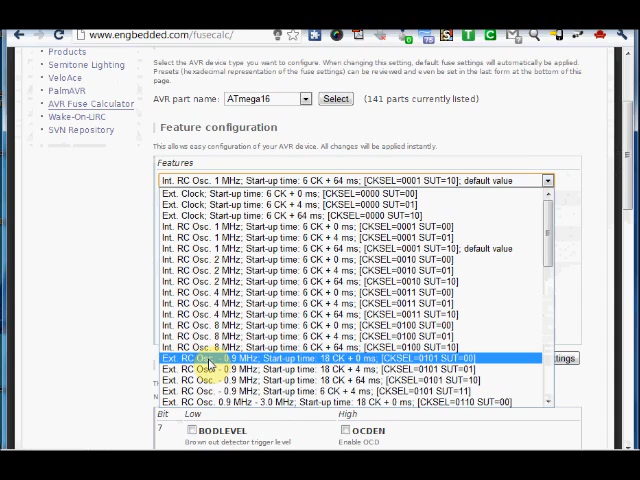 www.engbedded.com/fusecalc/
Products
Semitone Lighting
VeloAce
PalmAVR
AVR Fuse Calculator
Wake-On-LIRC
SVN Repository
Select the AVR device type you want to configure. When changing this setting, default fuse settings will automatically be applied.
Presets (hexadecimal representation of the fuse settings) can be reviewed and even be set in the last form at the bottom of this
page.
AVR part name: ATmega16 Select (141 parts currently listed)
Feature configuration
This allows easy configuration of your AVR device. All changes will be applied instantly.
Features
Int. RC Osc. 1 MHz; Start-up time: 6 CK + 64 ms; [CKSEL=0001 SUT=10]; default value
Ext. Clock; Start-up time: 6 CK + 0 ms; [CKSEL=0000 SUT=00]
Ext. Clock; Start-up time: 6 CK + 4 ms; [CKSEL=0000 SUT=01]
Ext. Clock; Start-up time: 6 CK + 64 ms; [CKSEL=0000 SUT=10]
Int. RC Osc. 1 MHz; Start-up time: 6 CK + 0 ms; [CKSEL=0001 SUT=00]
Int. RC Osc. 1 MHz; Start-up time: 6 CK + 4 ms; [CKSEL=0001 SUT=01]
Int. RC Osc. 1 MHz; Start-up time: 6 CK + 64 ms; [CKSEL=0001 SUT=10]; default value
Int. RC Osc. 2 MHz; Start-up time: 6 CK + 0 ms; [CKSEL=0010 SUT=00]
Int. RC Osc. 2 MHz; Start-up time: 6 CK + 4 ms; [CKSEL=0010 SUT=01]
Int. RC Osc. 2 MHz; Start-up time: 6 CK + 64 ms; [CKSEL=0010 SUT=10]
Int. RC Osc. 4 MHz; Start-up time: 6 CK + 0 ms; [CKSEL=0011 SUT=00]
Int. RC Osc. 4 MHz; Start-up time: 6 CK + 4 ms; [CKSEL=0011 SUT=01]
Int. RC Osc. 4 MHz; Start-up time: 6 CK + 64 ms; [CKSEL=0011 SUT=10]
Int. RC Osc. 8 MHz; Start-up time: 6 CK + 0 ms; [CKSEL=0100 SUT=00]
Int. RC Osc. 8 MHz; Start-up time: 6 CK + 4 ms; [CKSEL=0100 SUT=01]
Int. RC Osc. 8 MHz; Start-up time: 6 CK + 64 ms; [CKSEL=0100 SUT=10]
Ext. RC Osc. - 0.9 MHz; Start-up time: 18 CK + 0 ms; [CKSEL=0101 SUT=00]
Ext. RC Osc. - 0.9 MHz; Start-up time: 18 CK + 4 ms; [CKSEL=0101 SUT=01]
Ext. RC Osc. - 0.9 MHz; Start-up time: 18 CK + 64 ms; [CKSEL=0101 SUT=10]
Ext. RC Osc. - 0.9 MHz; Start-up time: 6 CK + 4 ms; [CKSEL=0101 SUT=11]
Ext. RC Osc. 0.9 MHz - 3.0 MHz; Start-up time: 18 CK + 0 ms; [CKSEL=0110 SUT=00]
Bit Low High
7 BODLEVEL OCDEN
Brown out detector trigger level Enable OCD